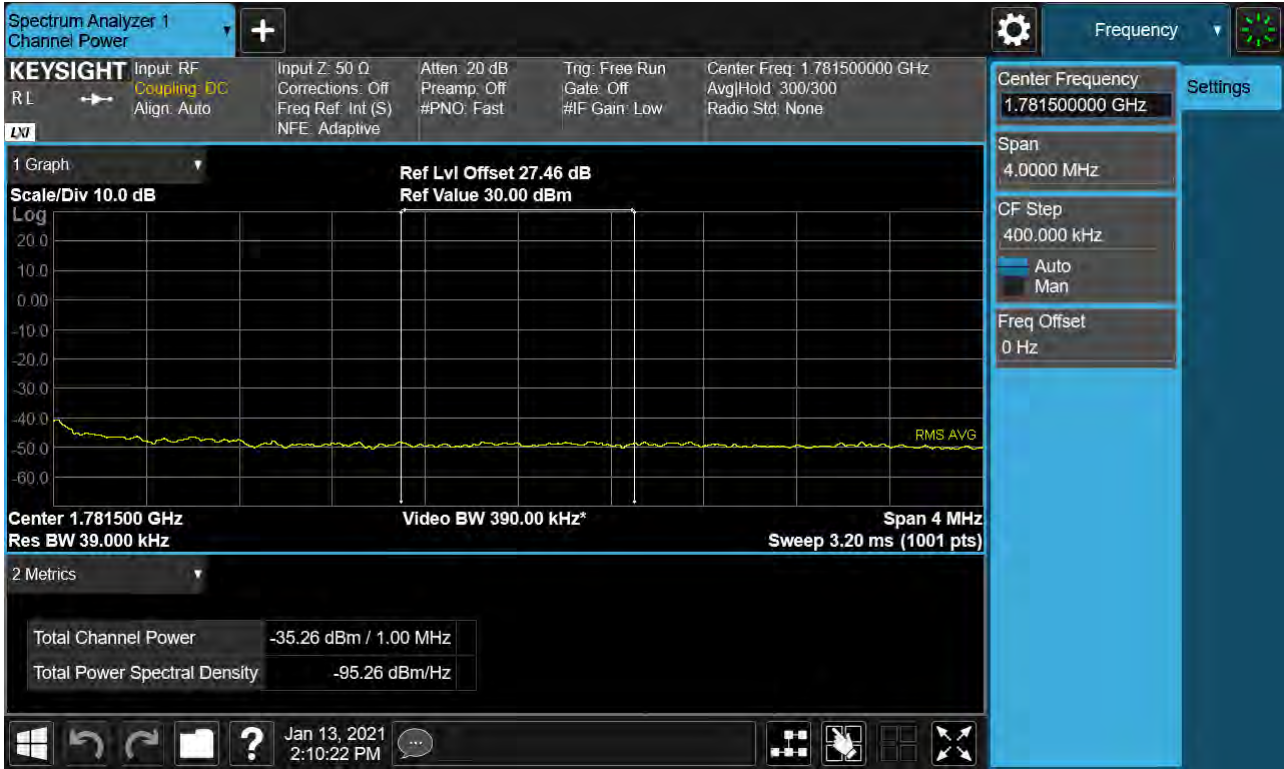 Spectrum Analyzer 1
Channel Power
+
Frequency
KEYSIGHT
R L
LXI
Input: RF
Coupling: DC
Align: Auto
Input Z: 50 Ω
Corrections: Off
Freq Ref: Int (S)
NFE: Adaptive
Atten: 20 dB
Preamp: Off
#PNO: Fast
Trig: Free Run
Gate: Off
#IF Gain: Low
Center Freq: 1.781500000 GHz
Avg|Hold: 300/300
Radio Std: None
Center Frequency
1.781500000 GHz
Settings
Span
4.0000 MHz
CF Step
400.000 kHz
Auto
Man
Freq Offset
0 Hz
1 Graph
Scale/Div 10.0 dB
Ref Lvl Offset 27.46 dB
Ref Value 30.00 dBm
Log
20.0
10.0
0.00
-10.0
-20.0
-30.0
-40.0
-50.0
-60.0
RMS AVG
Center 1.781500 GHz
Video BW 390.00 kHz*
Span 4 MHz
Res BW 39.000 kHz
Sweep 3.20 ms (1001 pts)
2 Metrics
Total Channel Power -35.26 dBm / 1.00 MHz
Total Power Spectral Density -95.26 dBm/Hz
?
Jan 13, 2021
2:10:22 PM